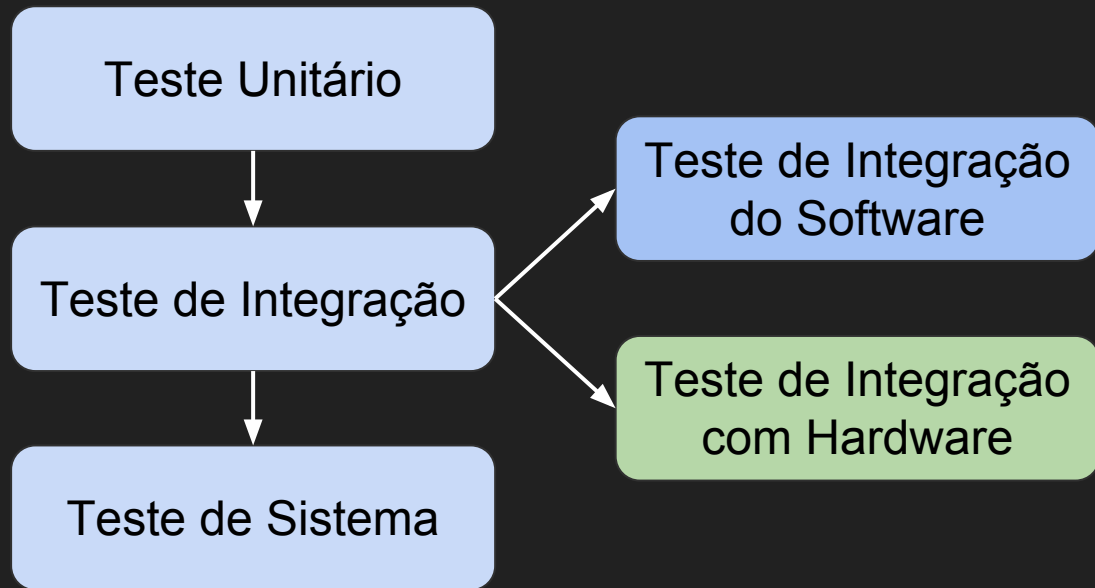 Teste Unitário
Teste de Integração
do Software
Teste de Integração
Teste de Integração
com Hardware
Teste de Sistema